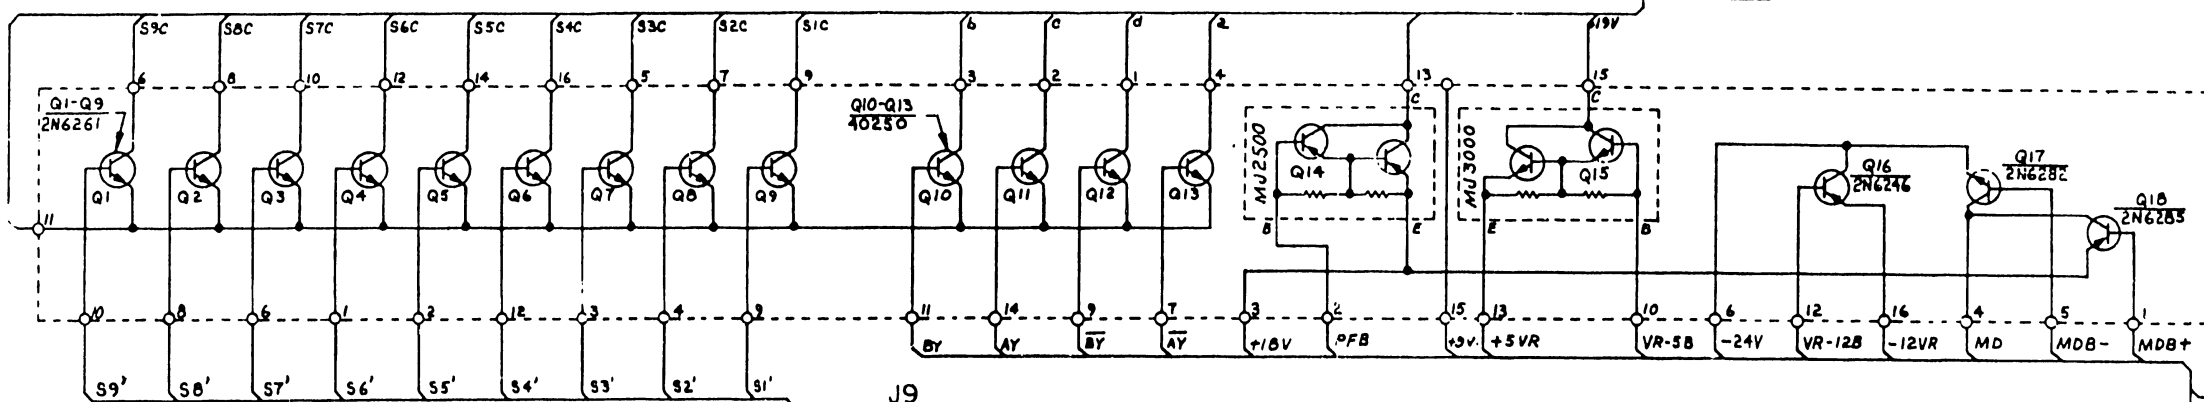 S9C S8C S7C S6C S5C S4C S3C S2C S1C b c d a +19V
6 8 10 12 14 16 5 7 9 3 2 1 4 13 15
C C
Q1-Q9
2N6261
Q10-Q13
40250
MJ2500
MJ3000
Q1 Q2 Q3 Q4 Q5 Q6 Q7 Q8 Q9 Q10 Q11 Q12 Q13 Q14 Q15
Q16
2N6246
Q17
2N6282
Q18
2N6285
11
B E E B
10 8 6 1 2 12 3 4 9 11 14 9 7 3 2 15 13 10 6 12 16 4 5 1
BY AY B̅Y̅ A̅Y̅ +18V PFB +9V +5VR VR-5B -24V VR-12B -12VR MD MDB- MDB+
S9' S8' S7' S6' S5' S4' S3' S2' S1'
J9